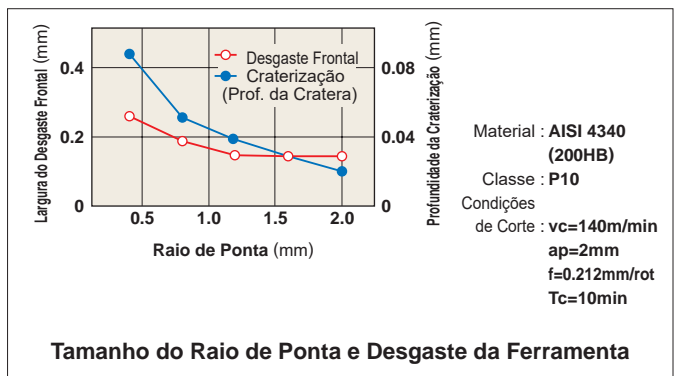 Largura do Desgaste Frontal (mm)
0.4
0.2
0
Desgaste Frontal
Craterização
(Prof. da Cratera)
0.08
0.04
0
Profundidade da Craterização (mm)
0.5
1.0
1.5
2.0
Raio de Ponta (mm)
Material : AISI 4340
(200HB)
Classe : P10
Condições
de Corte : vc=140m/min
ap=2mm
f=0.212mm/rot
Tc=10min
Tamanho do Raio de Ponta e Desgaste da Ferramenta